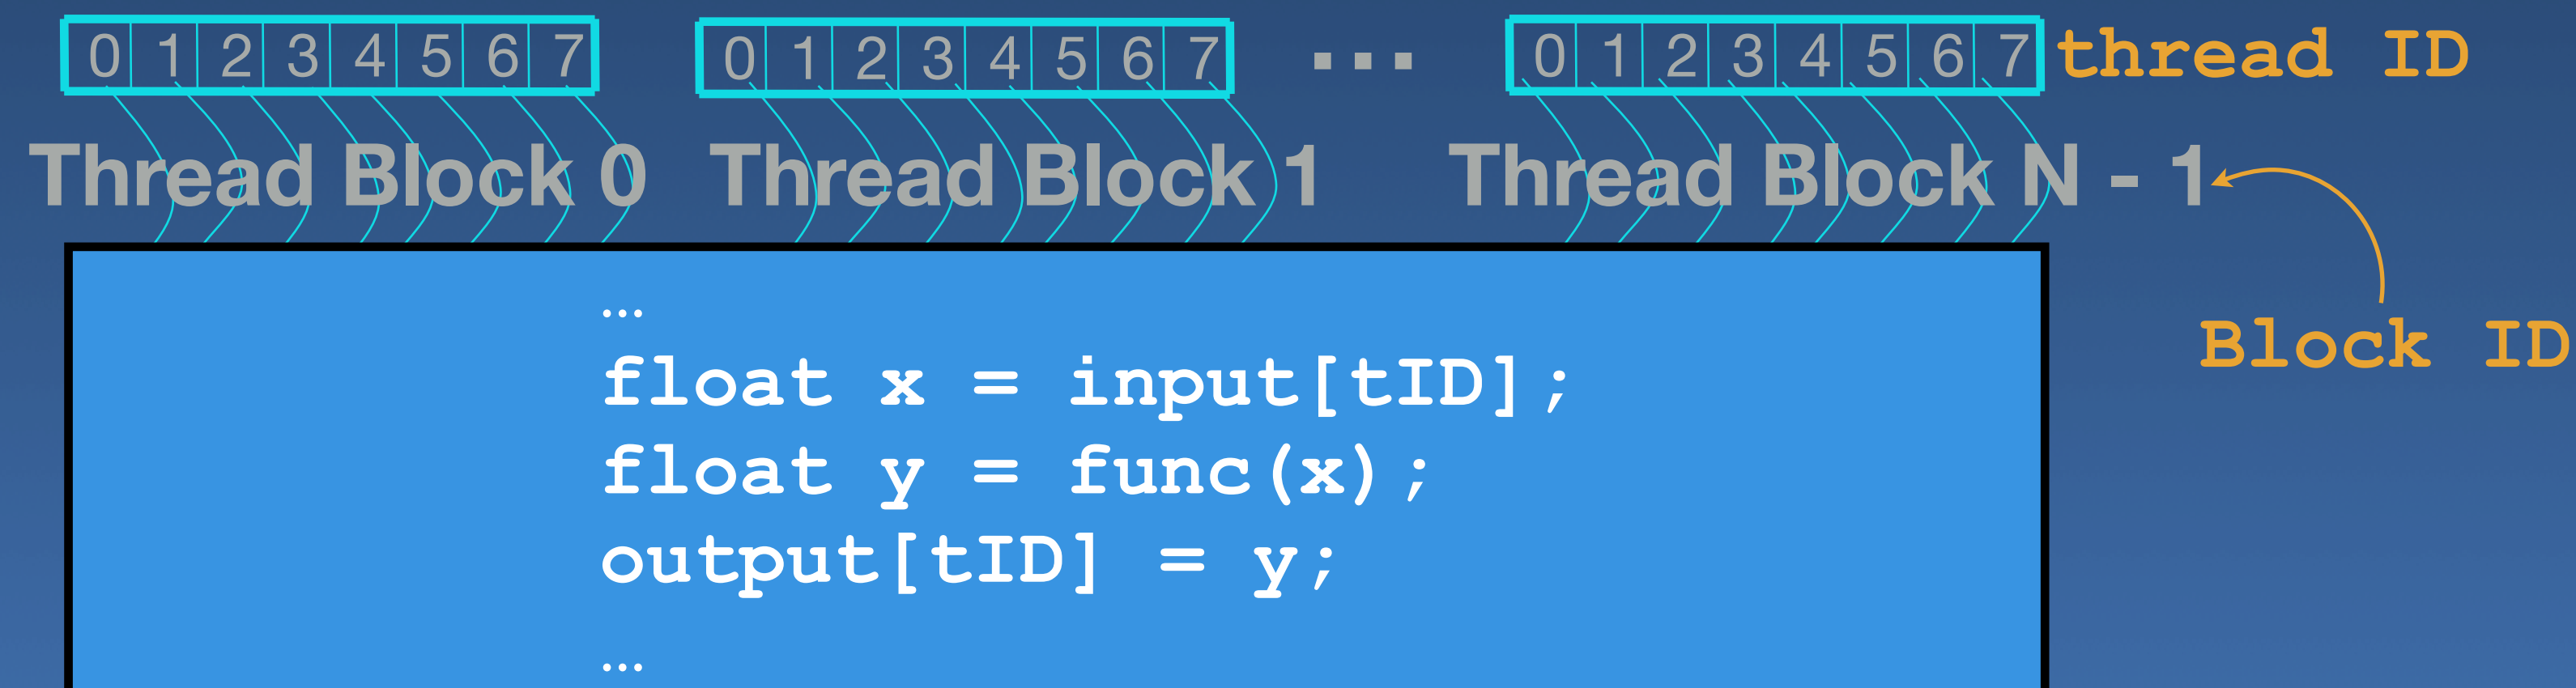 0 1 2 3 4 5 6 7 0 1 2 3 4 5 6 7 ... 0 1 2 3 4 5 6 7 thread ID
Thread Block 0 Thread Block 1 Thread Block N - 1
Block ID
…
float x = input[tID];
float y = func(x);
output[tID] = y;
…